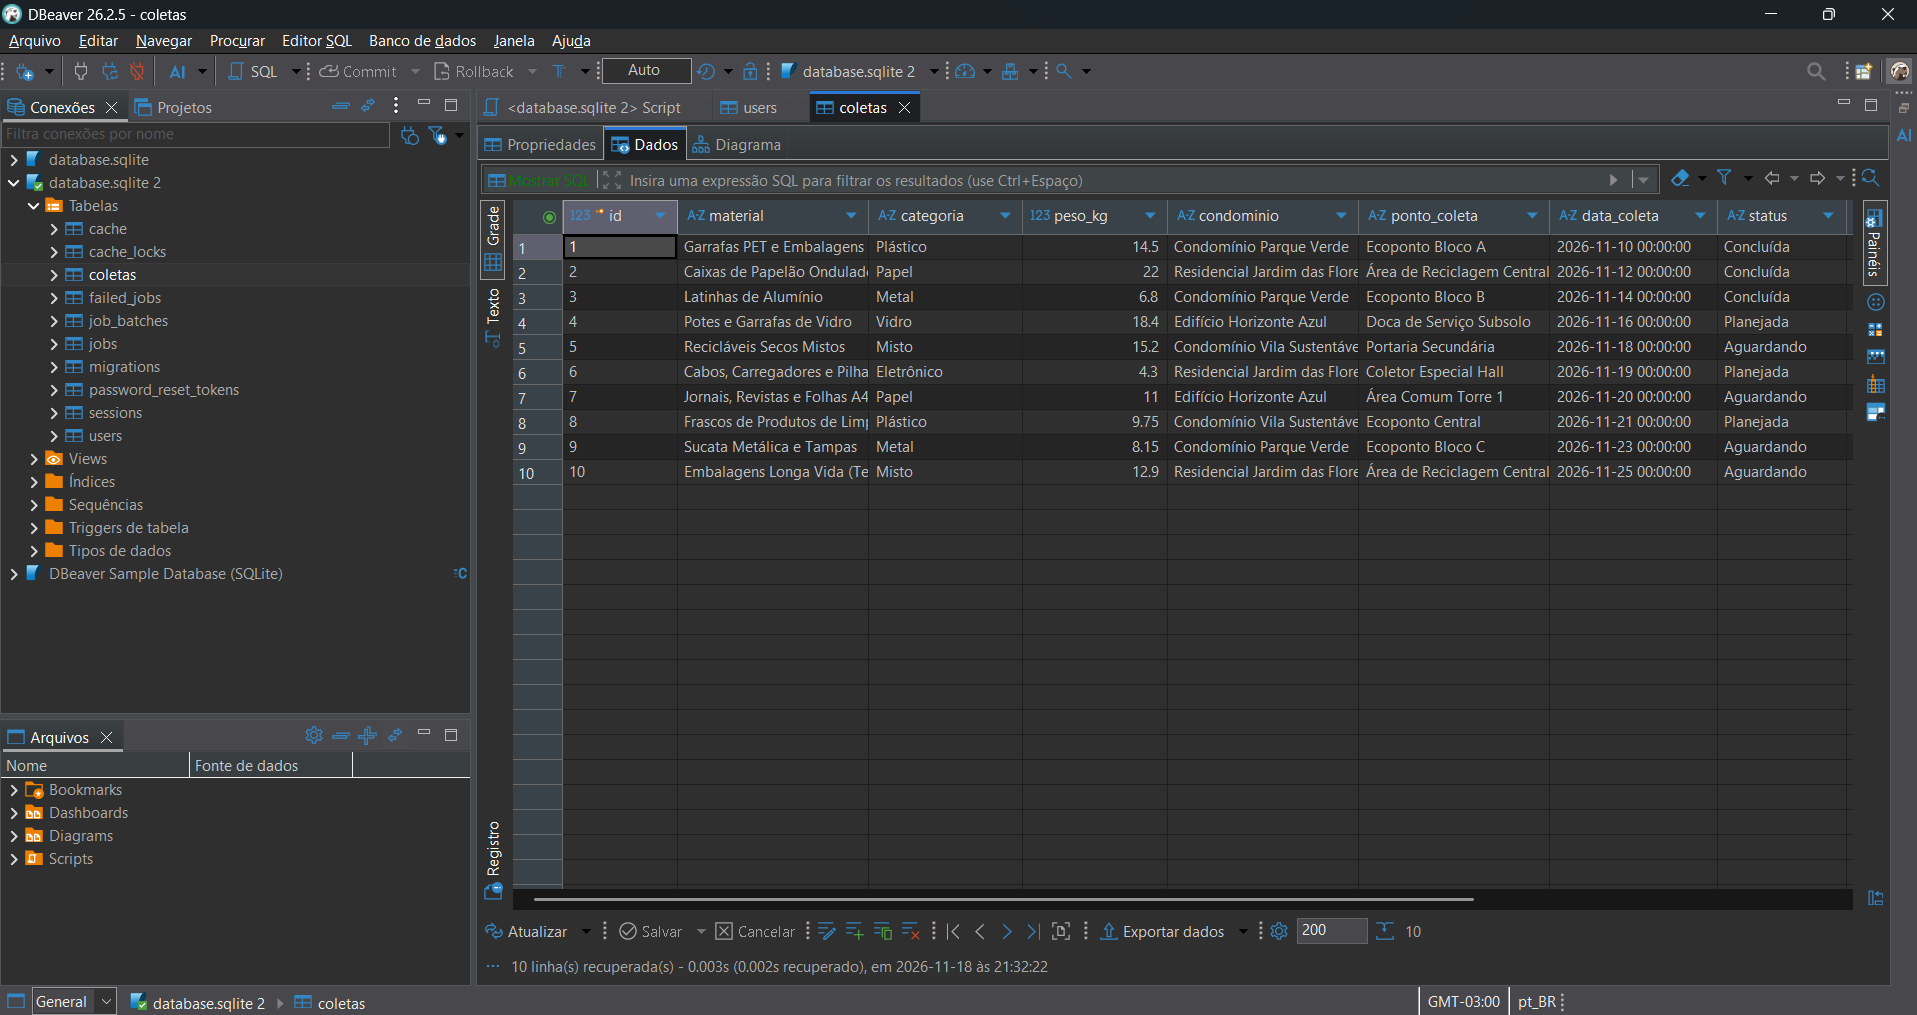 DBeaver 26.2.5 - coletas
Arquivo Editar Navegar Procurar Editor SQL Banco de dados Janela Ajuda
AI SQL Commit Rollback T Auto database.sqlite 2
Conexões Projetos
Filtra conexões por nome
database.sqlite
database.sqlite 2
Tabelas
cache
cache_locks
coletas
failed_jobs
job_batches
jobs
migrations
password_reset_tokens
sessions
users
Views
Índices
Sequências
Triggers de tabela
Tipos de dados
DBeaver Sample Database (SQLite)
Arquivos
Nome Fonte de dados
Bookmarks
Dashboards
Diagrams
Scripts
<database.sqlite 2> Script users coletas
Propriedades Dados Diagrama
Mostrar SQL Insira uma expressão SQL para filtrar os resultados (use Ctrl+Espaço)
Grade
Texto
Registro
123 id A-Z material A-Z categoria 123 peso_kg A-Z condominio A-Z ponto_coleta A-Z data_coleta A-Z status
1 1 Garrafas PET e Embalagens Plástico 14.5 Condomínio Parque Verde Ecoponto Bloco A 2026-11-10 00:00:00 Concluída
2 2 Caixas de Papelão Ondulad Papel 22 Residencial Jardim das Flore Área de Reciclagem Central 2026-11-12 00:00:00 Concluída
3 3 Latinhas de Alumínio Metal 6.8 Condomínio Parque Verde Ecoponto Bloco B 2026-11-14 00:00:00 Concluída
4 4 Potes e Garrafas de Vidro Vidro 18.4 Edifício Horizonte Azul Doca de Serviço Subsolo 2026-11-16 00:00:00 Planejada
5 5 Recicláveis Secos Mistos Misto 15.2 Condomínio Vila Sustentáve Portaria Secundária 2026-11-18 00:00:00 Aguardando
6 6 Cabos, Carregadores e Pilha Eletrônico 4.3 Residencial Jardim das Flore Coletor Especial Hall 2026-11-19 00:00:00 Planejada
7 7 Jornais, Revistas e Folhas A4 Papel 11 Edifício Horizonte Azul Área Comum Torre 1 2026-11-20 00:00:00 Aguardando
8 8 Frascos de Produtos de Lim Plástico 9.75 Condomínio Vila Sustentáve Ecoponto Central 2026-11-21 00:00:00 Planejada
9 9 Sucata Metálica e Tampas Metal 8.15 Condomínio Parque Verde Ecoponto Bloco C 2026-11-23 00:00:00 Aguardando
10 10 Embalagens Longa Vida (Te Misto 12.9 Residencial Jardim das Flore Área de Reciclagem Central 2026-11-25 00:00:00 Aguardando
Painéis
AI
Atualizar Salvar Cancelar Exportar dados 200 10
10 linha(s) recuperada(s) - 0.003s (0.002s recuperado), em 2026-11-18 às 21:32:22
General database.sqlite 2 coletas
GMT-03:00 pt_BR